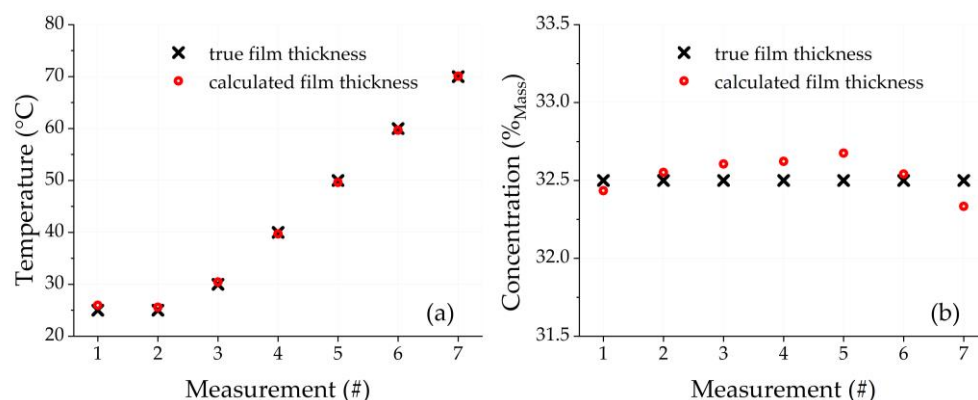 80
70
60
50
40
30
20
Temperature (°C)
true film thickness
calculated film thickness
(a)
1 2 3 4 5 6 7
Measurement (#)
33.5
33.0
32.5
32.0
31.5
Concentration (%Mass)
true film thickness
calculated film thickness
(b)
1 2 3 4 5 6 7
Measurement (#)